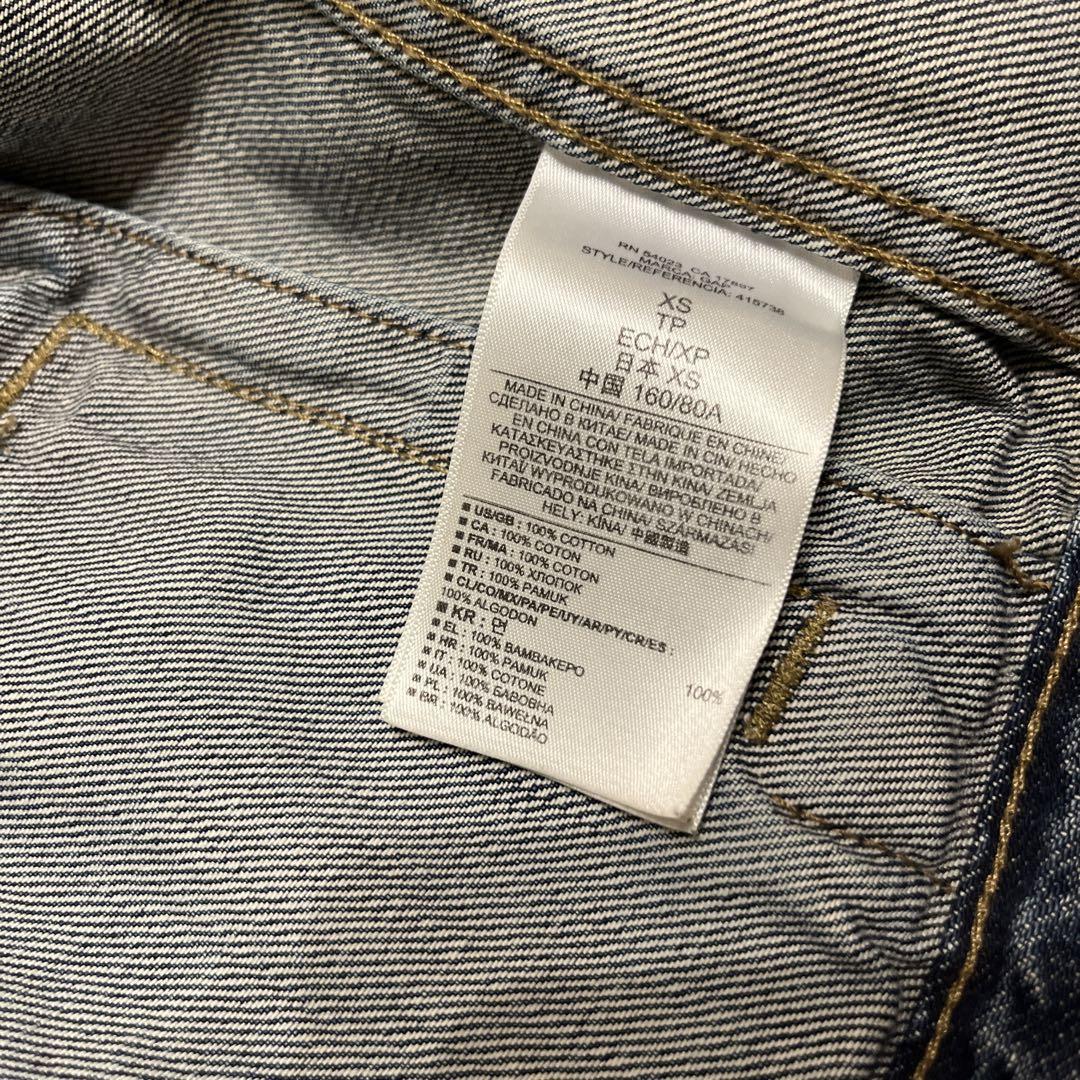 RN 54023 CA 17897
MARCA: GAP
STYLE/REFERENCIA: 415736
XS
TP
ECH/XP
日本 XS
中国 160/80A
MADE IN CHINA/ FABRIQUE EN CHINE/
СДЕЛАНО В КИТАЕ/ MADE IN CIN/ HECHO
EN CHINA CON TELA IMPORTADA/
ΚΑΤΑΣΚΕΥΑΣΤΗΚΕ ΣΤΗΝ ΚΙΝΑ/ ZEMLJA
PROIZVODNJE KINA/ ВИРОБЛЕНО В
КИТАЇ/ WYPRODUKOWANO W CHINACH/
FABRICADO NA CHINA/ SZÁRMAZÁSI
HELY: KÍNA/ 中國製造
■ US/GB : 100% COTTON
■ CA : 100% COTON
■ FR/MA : 100% COTON
■ RU : 100% ХЛОПОК
■ TR : 100% PAMUK
■ CL/CO/MX/PA/PE/UY/AR/PY/CR/ES :
100% ALGODON
■ KR : 면 100%
■ EL : 100% ΒΑΜΒΑΚΕΡΟ
■ HR : 100% PAMUK
■ IT : 100% COTONE
■ UA : 100% БАВОВНА
■ PL : 100% BAWEŁNA
■ BR : 100% ALGODÃO